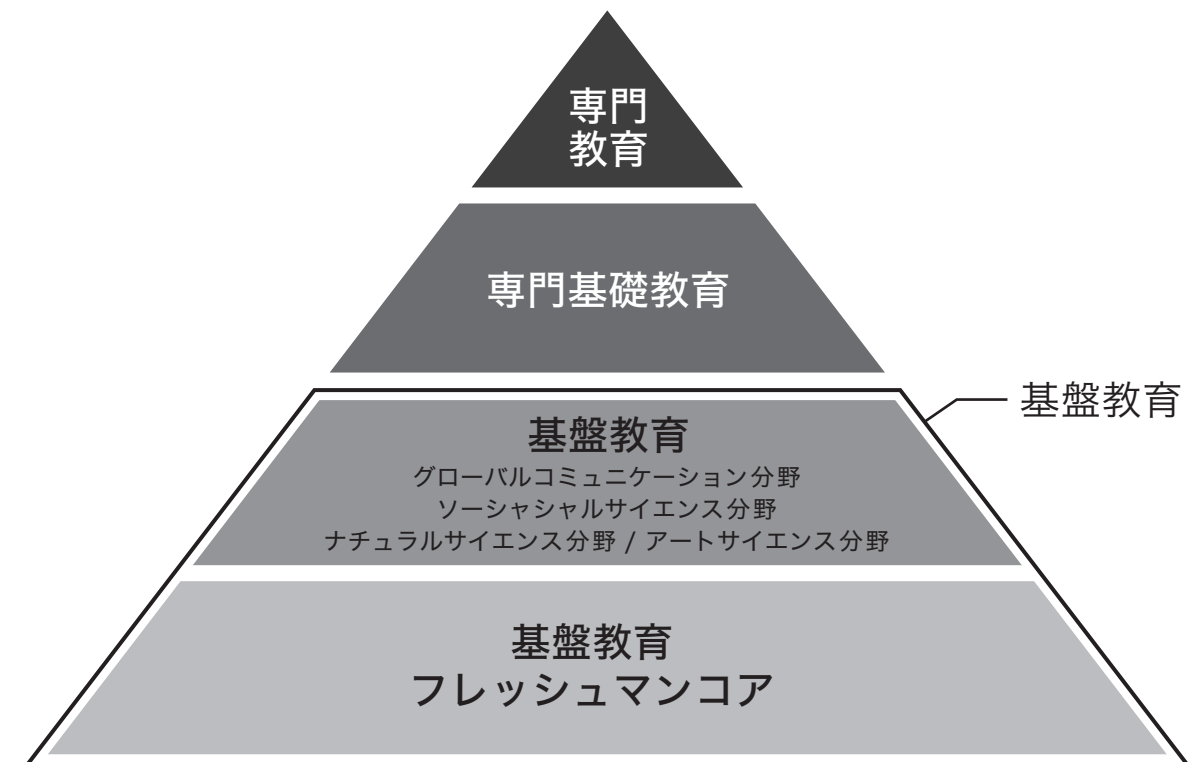 専門
教育
専門基礎教育
基盤教育
基盤教育
グローバルコミュニケーション分野
ソーシャシャルサイエンス分野
ナチュラルサイエンス分野 / アートサイエンス分野
基盤教育
フレッシュマンコア